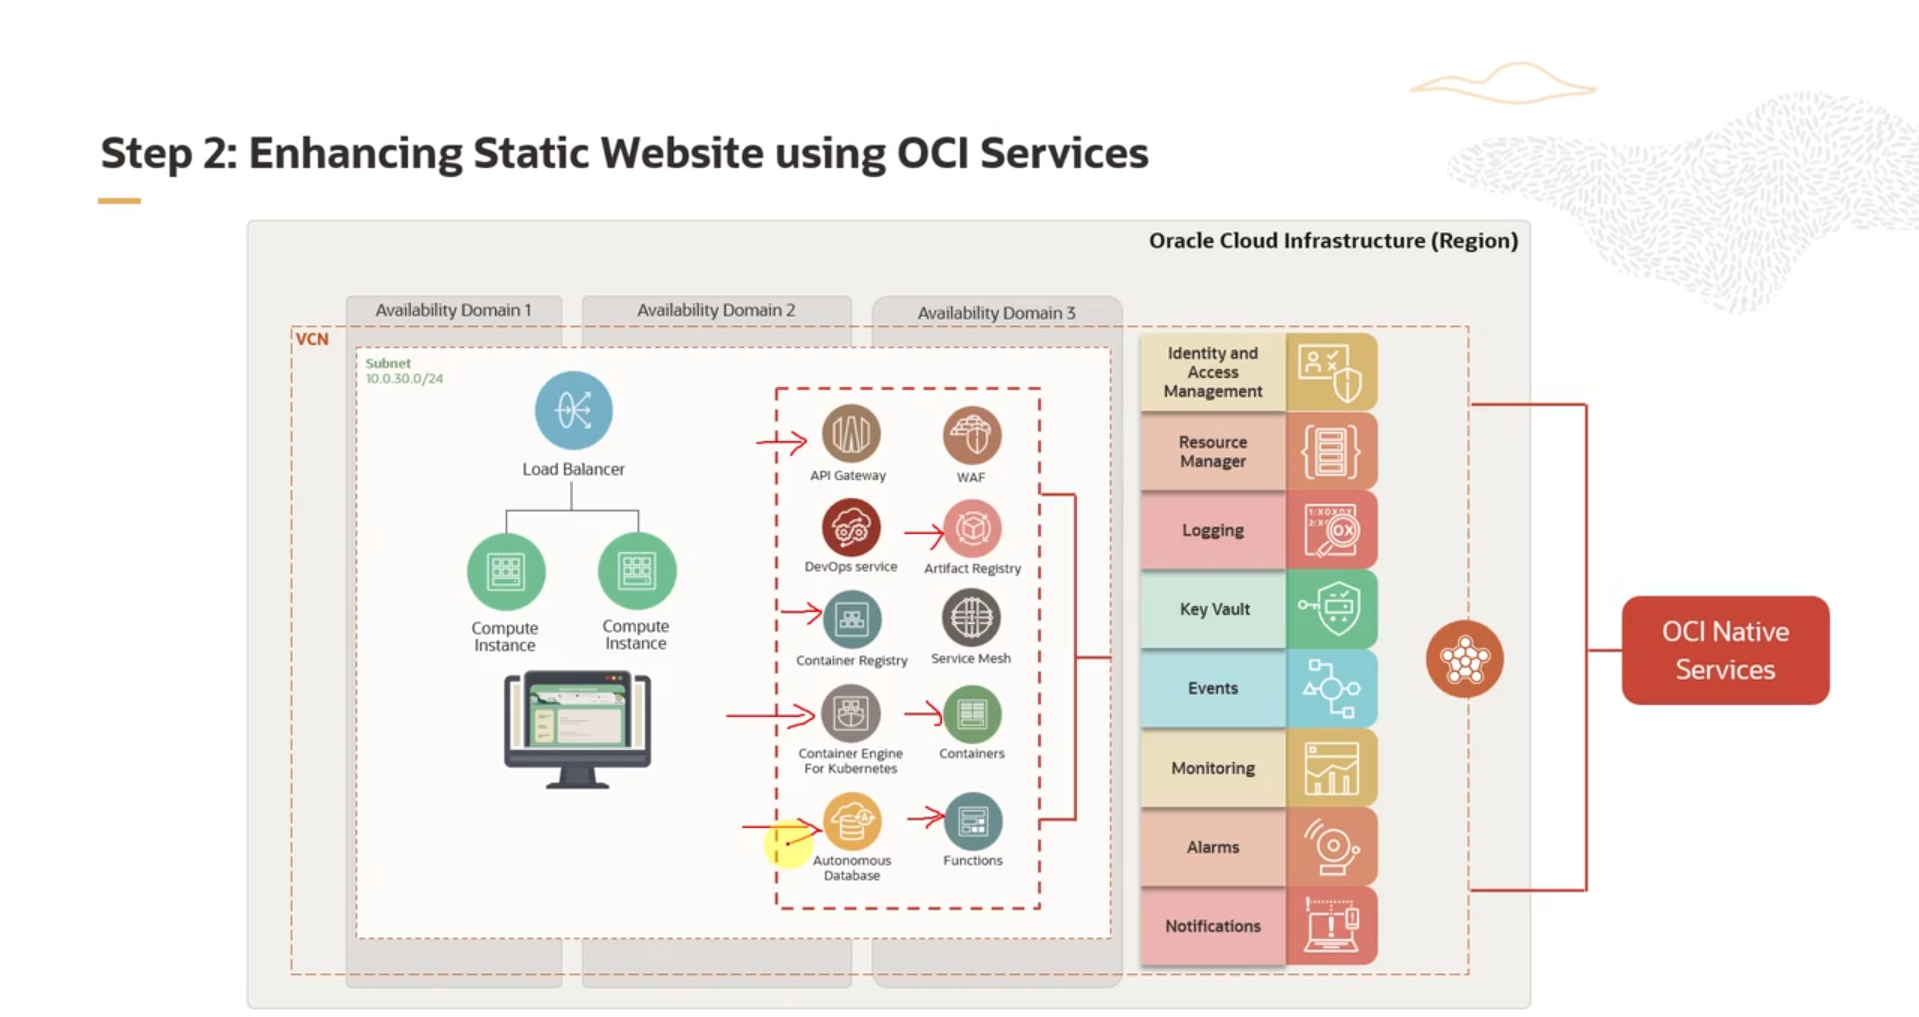 Step 2: Enhancing Static Website using OCI Services
Oracle Cloud Infrastructure (Region)
Availability Domain 1
Availability Domain 2
Availability Domain 3
VCN
Subnet
10.0.30.0/24
Load Balancer
Compute
Instance
Compute
Instance
API Gateway
WAF
DevOps service
Artifact Registry
Container Registry
Service Mesh
Container Engine
For Kubernetes
Containers
Autonomous
Database
Functions
Identity and
Access
Management
Resource
Manager
Logging
Key Vault
Events
Monitoring
Alarms
Notifications
OCI Native
Services